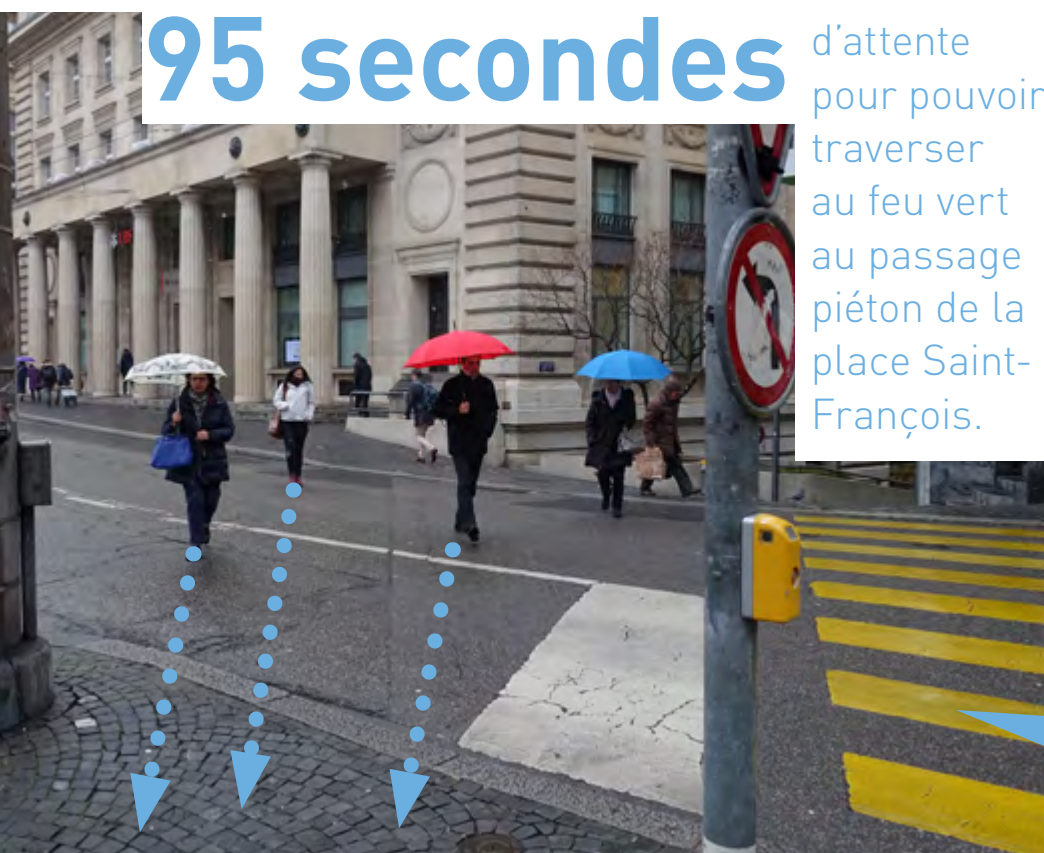 95 secondes
d'attente
pour pouvoir
traverser
au feu vert
au passage
piéton de la
place Saint-
François.